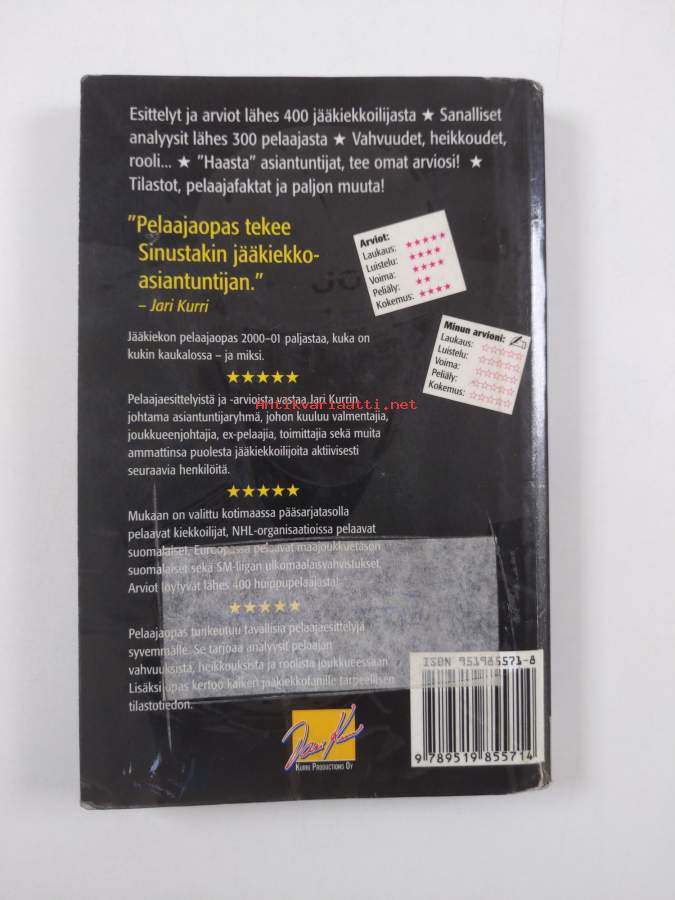 Esittelyt ja arviot lähes 400 jääkiekkoilijasta ★ Sanalliset
analyysit lähes 300 pelaajasta ★ Vahvuudet, heikkoudet,
rooli... ★ "Haasta" asiantuntijat, tee omat arviosi! ★
Tilastot, pelaajafaktat ja paljon muuta!
"Pelaajaopas tekee
Sinustakin jääkiekko-
asiantuntijan."
– Jari Kurri
Arviot:
Laukaus: ★★★★★
Luistelu: ★★★★
Voima: ★★★★
Peliäly: ★★
Kokemus: ★★★★
Minun arvioni:
Laukaus: ☆☆☆☆☆
Luistelu: ☆☆☆☆☆
Voima: ☆☆☆☆☆
Peliäly: ☆☆☆☆☆
Kokemus: ☆☆☆☆☆
Jääkiekon pelaajaopas 2000–01 paljastaa, kuka on
kukin kaukalossa – ja miksi.
★★★★★
Pelaajaesittelyistä ja -arvioista vastaa Jari Kurrin
johtama asiantuntijaryhmä, johon kuuluu valmentajia,
joukkueenjohtajia, ex-pelaajia, toimittajia sekä muita
ammattinsa puolesta jääkiekkoilijoita aktiivisesti
seuraavia henkilöitä.
★★★★★
Mukaan on valittu kotimaassa pääsarjatasolla
pelaavat kiekkoilijat, NHL-organisaatioissa pelaavat
suomalaiset, Euroopassa pelaavat maajoukkuetason
suomalaiset sekä SM-liigan ulkomaalaisvahvistukset.
Arviot löytyvät lähes 400 huippupelaajasta!
★★★★★
Pelaajaopas tunkeutuu tavallisia pelaajaesittelyjä
syvemmälle. Se tarjoaa analyysit pelaajan
vahvuuksista, heikkouksista ja roolista joukkueessaan.
Lisäksi opas kertoo kaiken jääkiekkofanille tarpeellisen
tilastotiedon.
Jari Kurri
KURRI PRODUCTIONS OY
ISBN 951985571-8
9 789519 855714
Antikvariaatti.net